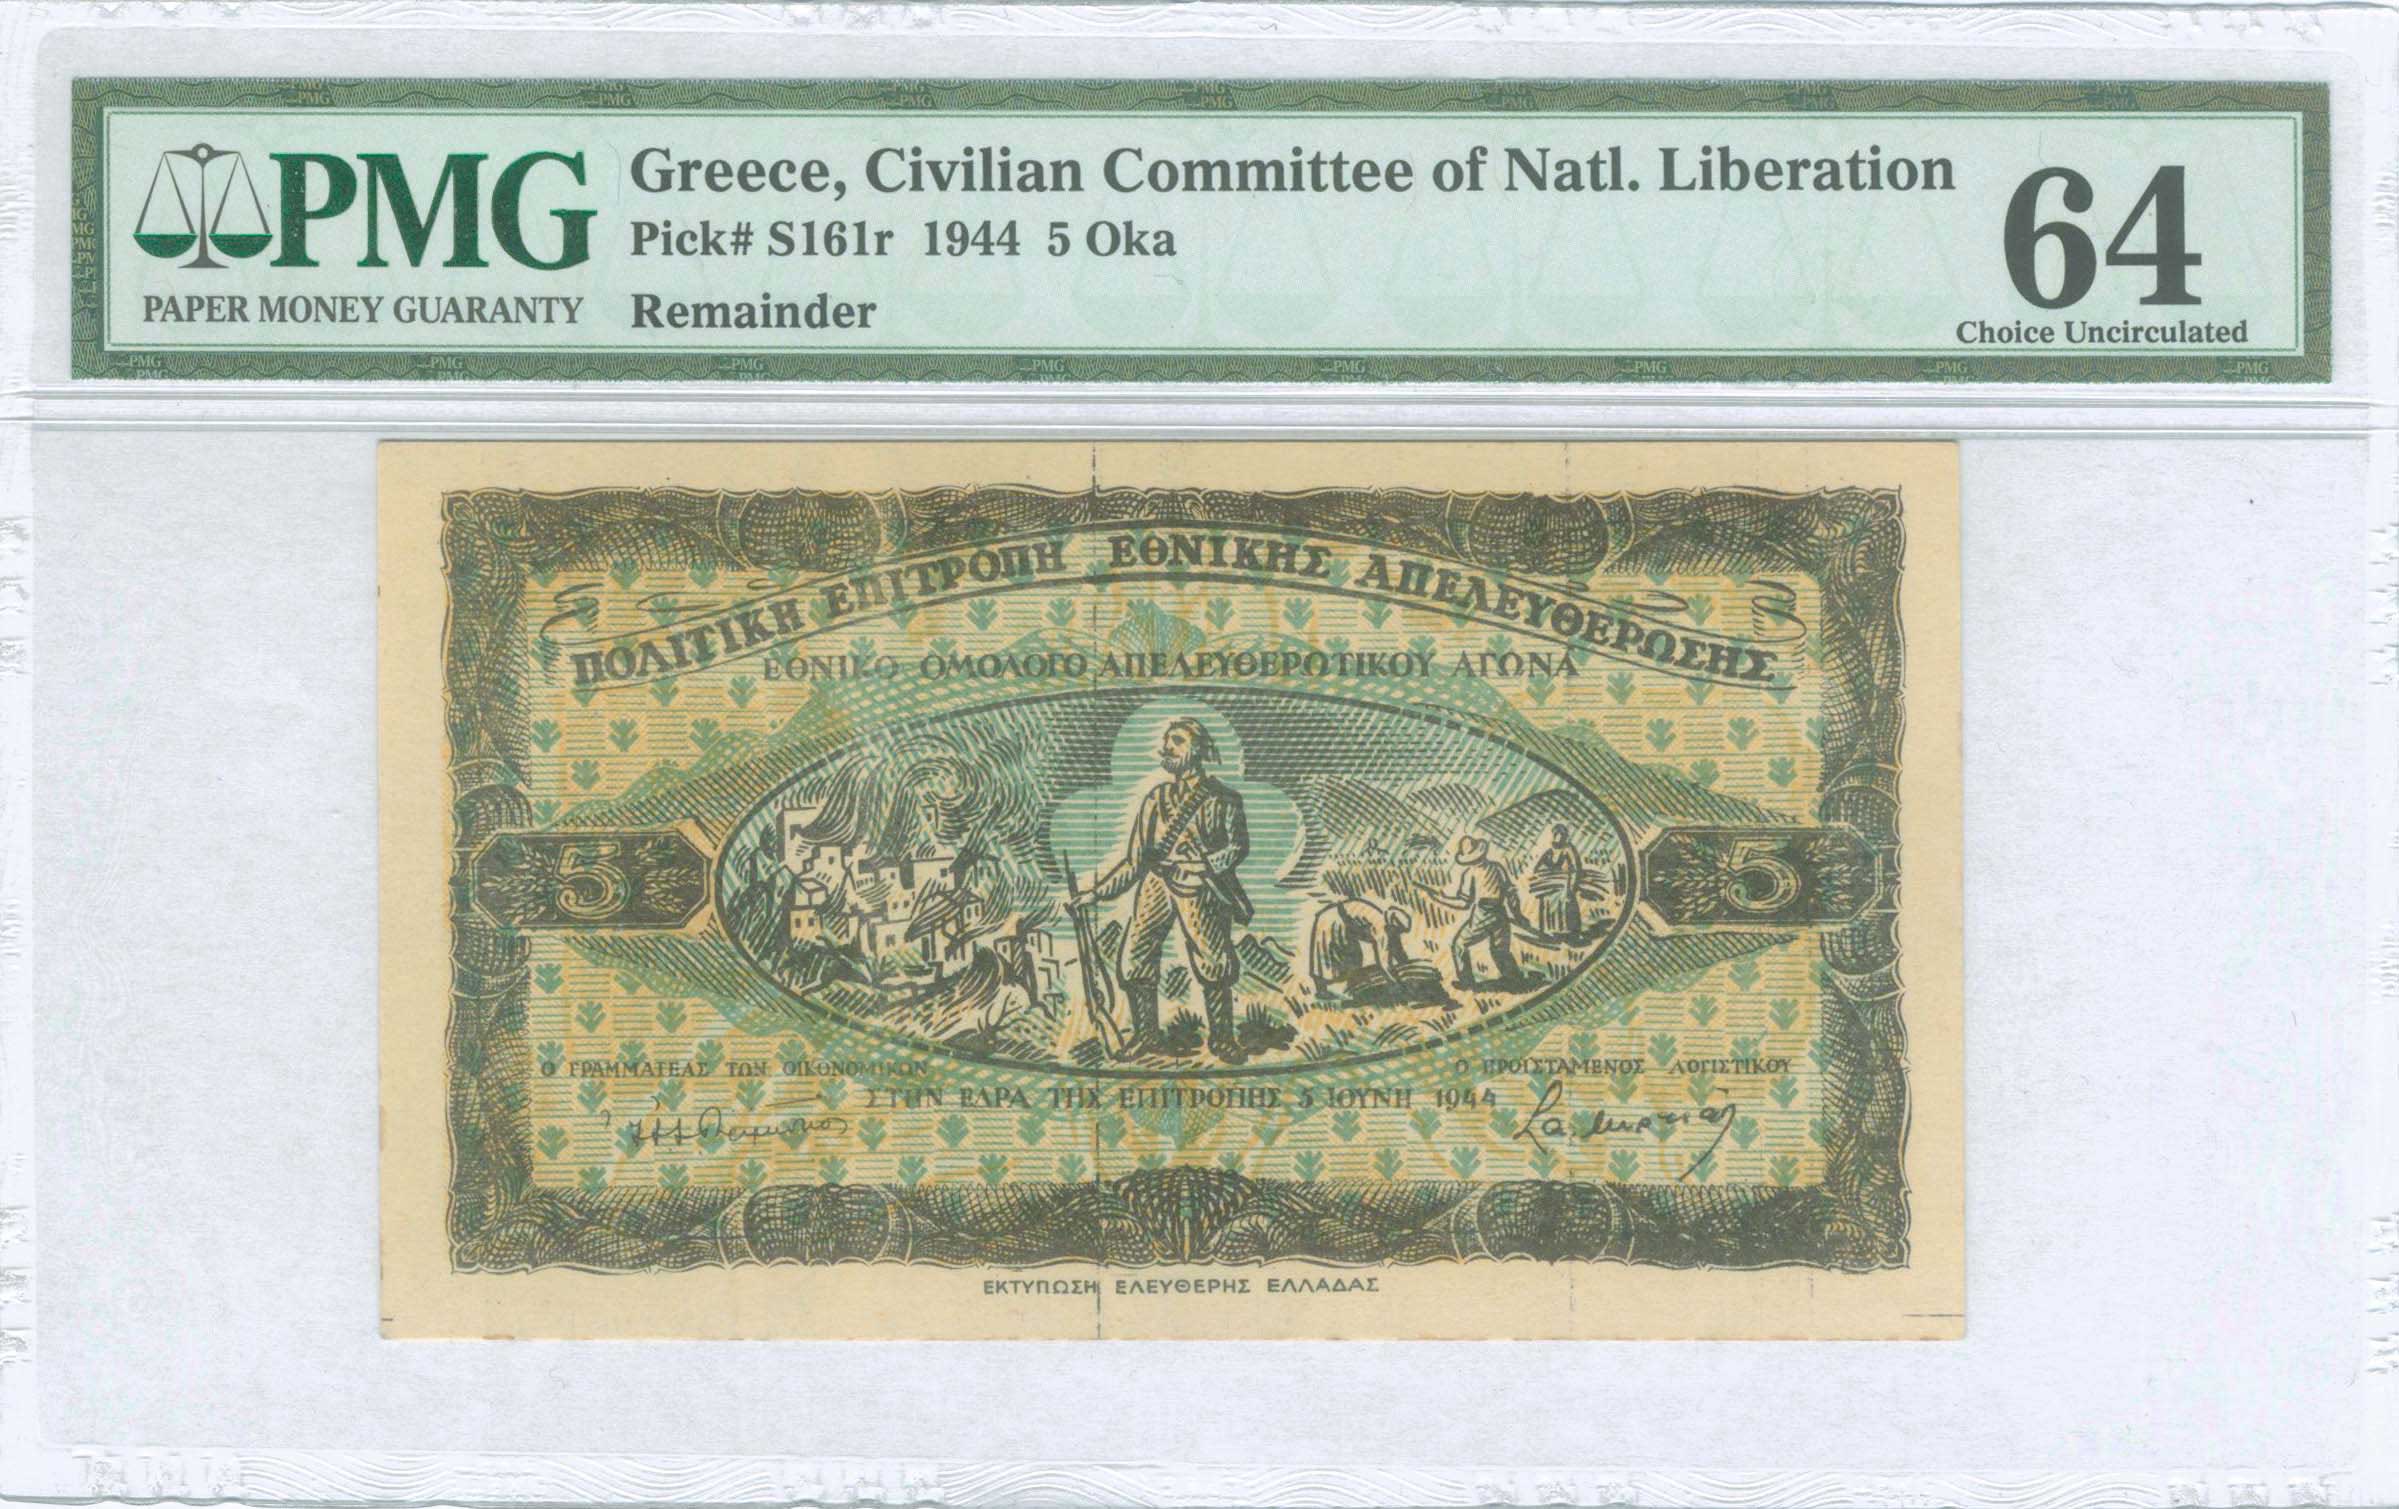 PMG
PAPER MONEY GUARANTY
Greece, Civilian Committee of Natl. Liberation
Pick# S161r 1944 5 Oka
Remainder
64
Choice Uncirculated
ΠΟΛΙΤΙΚΗ ΕΠΙΤΡΟΠΗ ΕΘΝΙΚΗΣ ΑΠΕΛΕΥΘΕΡΩΣΗΣ
ΕΘΝΙΚΟ ΟΜΟΛΟΓΟ ΑΠΕΛΕΥΘΕΡΩΤΙΚΟΥ ΑΓΩΝΑ
5 5
Ο ΓΡΑΜΜΑΤΕΑΣ ΤΩΝ ΟΙΚΟΝΟΜΙΚΩΝ
Ο ΠΡΟΪΣΤΑΜΕΝΟΣ ΛΟΓΙΣΤΙΚΟΥ
ΣΤΗΝ ΕΔΡΑ ΤΗΣ ΕΠΙΤΡΟΠΗΣ 5 ΙΟΥΝΗ 1944
ΕΚΤΥΠΩΣΗ ΕΛΕΥΘΕΡΗΣ ΕΛΛΑΔΑΣ